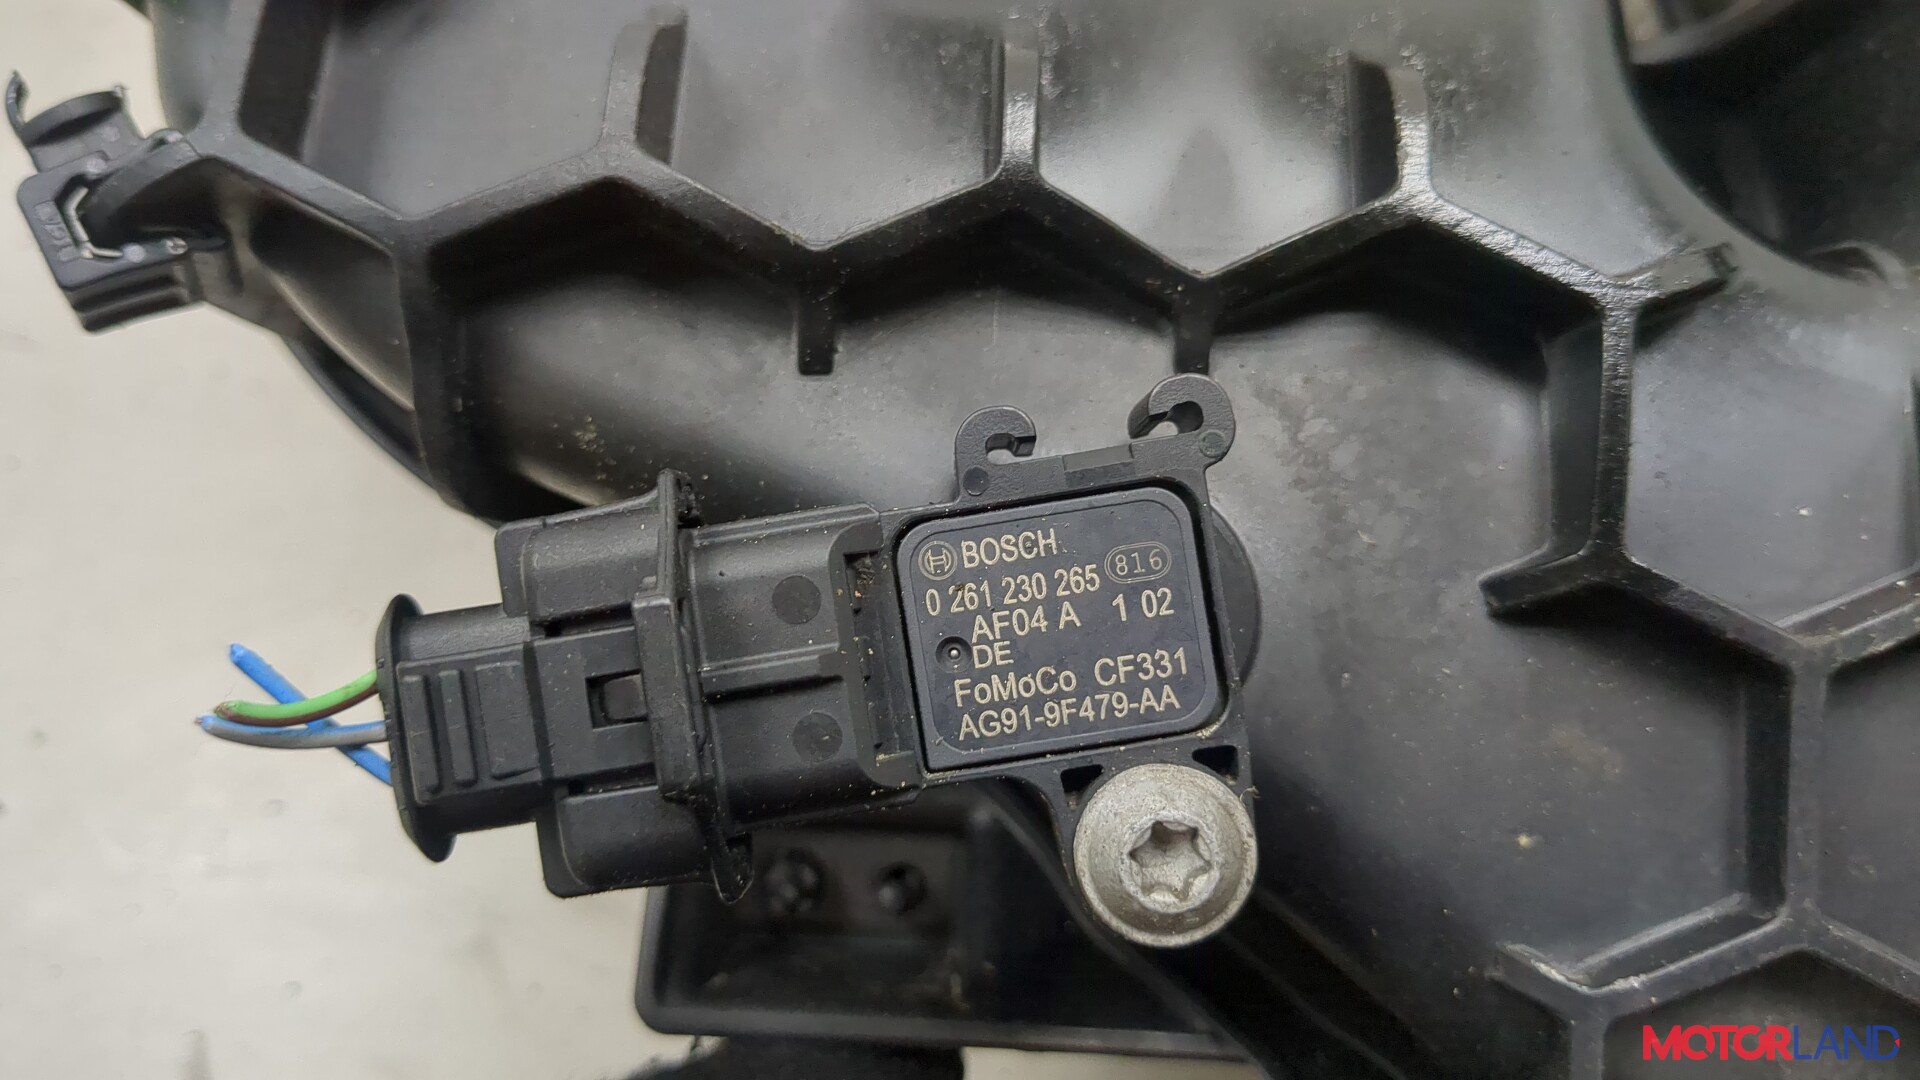 BOSCH
0 261 230 265 816
AF04 A 1 02
DE
FoMoCo CF331
AG91-9F479-AA
MOTORLAND